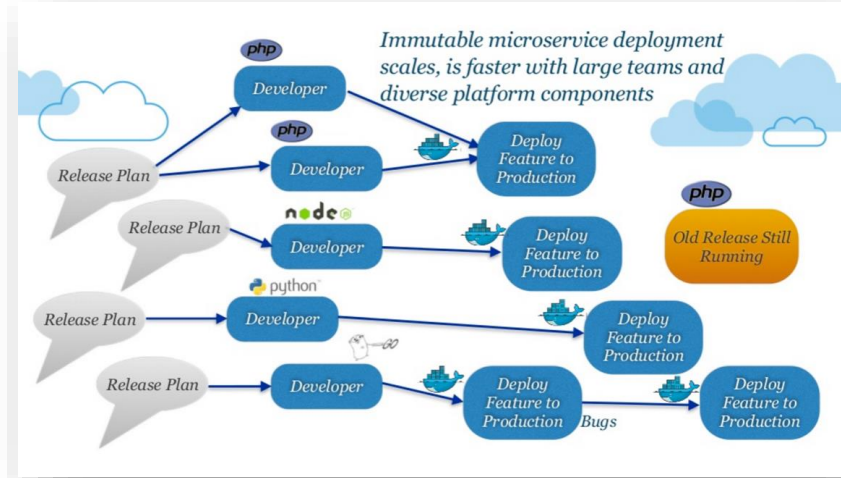 Immutable microservice deployment
scales, is faster with large teams and
diverse platform components
php
Developer
php
Developer
Release Plan
Deploy
Feature to
Production
php
Old Release Still
Running
Release Plan
node
JS
Developer
Deploy
Feature to
Production
Release Plan
python
Developer
Deploy
Feature to
Production
Release Plan
GO
Developer
Deploy
Feature to
Production
Bugs
Deploy
Feature to
Production